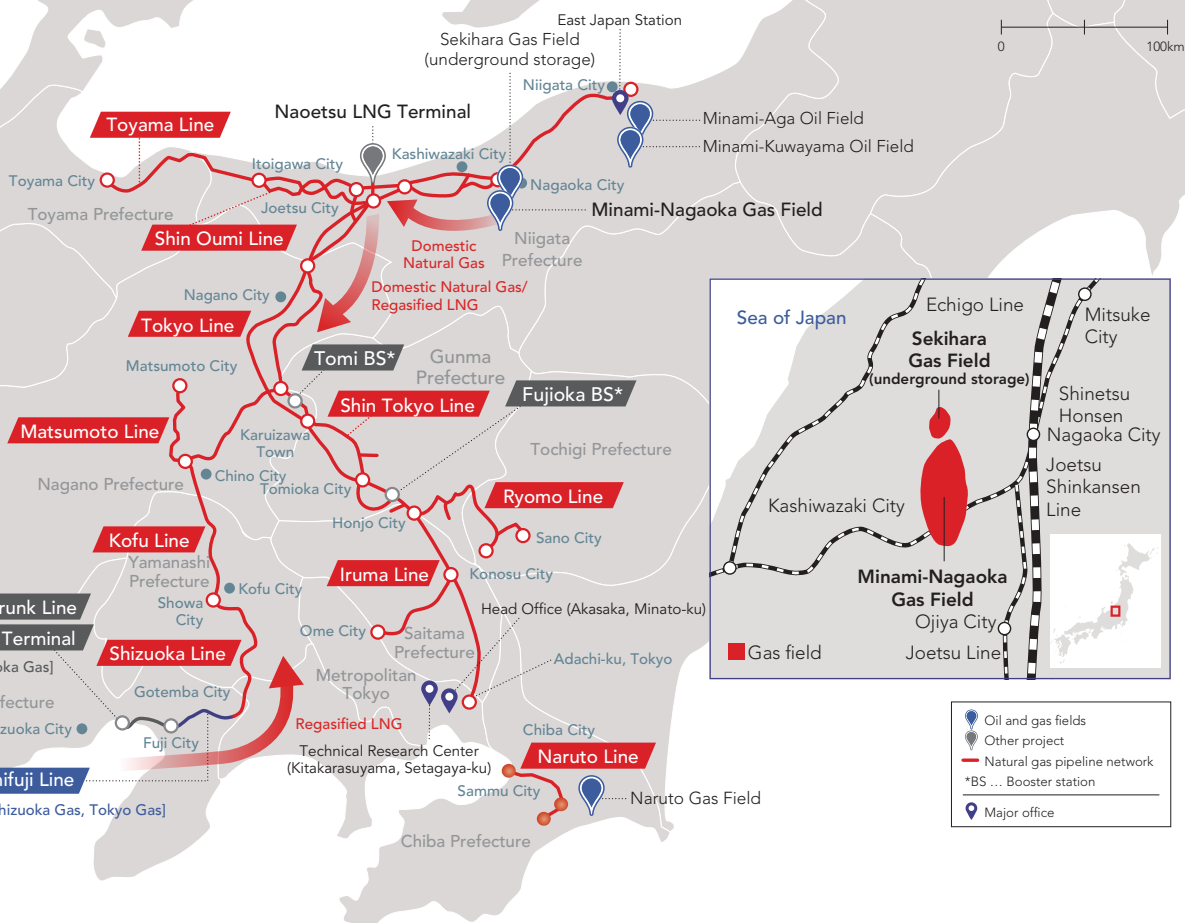 East Japan Station
Sekihara Gas Field
(underground storage)
Niigata City
0
100km
Naoetsu LNG Terminal
Minami-Aga Oil Field
Toyama Line
Minami-Kuwayama Oil Field
Itoigawa City
Kashiwazaki City
Toyama City
Nagaoka City
Joetsu City
Minami-Nagaoka Gas Field
Toyama Prefecture
Shin Oumi Line
Niigata
Prefecture
Domestic
Natural Gas
Domestic Natural Gas/
Regasified LNG
Nagano City
Tokyo Line
Tomi BS*
Gunma
Prefecture
Matsumoto City
Fujioka BS*
Shin Tokyo Line
Matsumoto Line
Karuizawa
Town
Tochigi Prefecture
Nagano Prefecture
Chino City
Tomioka City
Ryomo Line
Honjo City
Sano City
Kofu Line
Yamanashi
Prefecture
Iruma Line
Konosu City
Kofu City
Showa
City
runk Line
Head Office (Akasaka, Minato-ku)
Terminal
Ome City
Saitama
Prefecture
Shizuoka Line
oka Gas]
Adachi-ku, Tokyo
Metropolitan
Tokyo
Gotemba City
efecture
Regasified LNG
zuoka City
Fuji City
Chiba City
Technical Research Center
(Kitakarasuyama, Setagaya-ku)
Naruto Line
nifuji Line
Sammu City
Naruto Gas Field
hizuoka Gas, Tokyo Gas]
Chiba Prefecture
Sea of Japan
Echigo Line
Mitsuke
City
Sekihara
Gas Field
(underground storage)
Shinetsu
Honsen
Nagaoka City
Joetsu
Shinkansen
Line
Kashiwazaki City
Minami-Nagaoka
Gas Field
Ojiya City
Gas field
Joetsu Line
Oil and gas fields
Other project
Natural gas pipeline network
*BS … Booster station
Major office